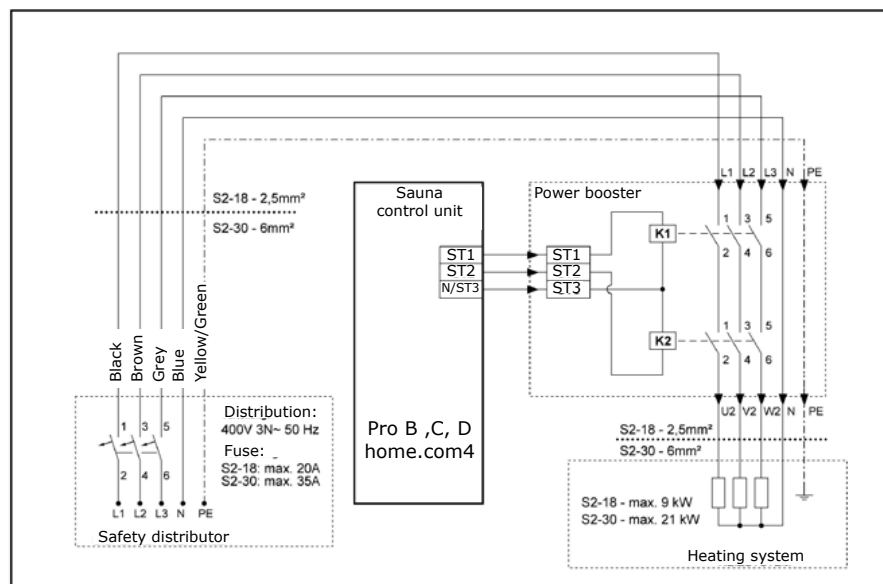 L1 L2 L3 N PE
Sauna
control unit
Power booster
S2-18 - 2,5mm²
S2-30 - 6mm²
1 3 5
K1
2 4 6
ST1
ST2
N/ST3
ST1
ST2
ST3
1 3 5
K2
2 4 6
Black
Brown
Grey
Blue
Yellow/Green
U2 V2 W2 N PE
Distribution:
400V 3N~ 50 Hz
Fuse:
S2-18: max. 20A
S2-30: max. 35A
1 3 5
2 4 6
L1 L2 L3 N PE
Safety distributor
Pro B ,C, D
home.com4
S2-18 - 2,5mm²
S2-30 - 6mm²
S2-18 - max. 9 kW
S2-30 - max. 21 kW
Heating system